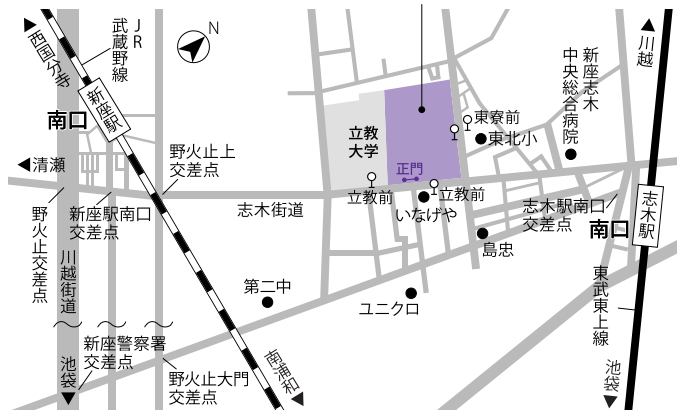 N
西国分寺
JR
武蔵野線
新座駅
南口
清瀬
野火止上
交差点
立教
大学
正門
立教前
立教前
東寮前
東北小
新座志木
中央総合病院
川越
志木駅
南口
志木駅南口
交差点
いなげや
島忠
志木街道
野火止交差点
新座駅南口
交差点
川越街道
第二中
ユニクロ
東武東上線
池袋
新座警察署
交差点
池袋
野火止大門
交差点
南浦和